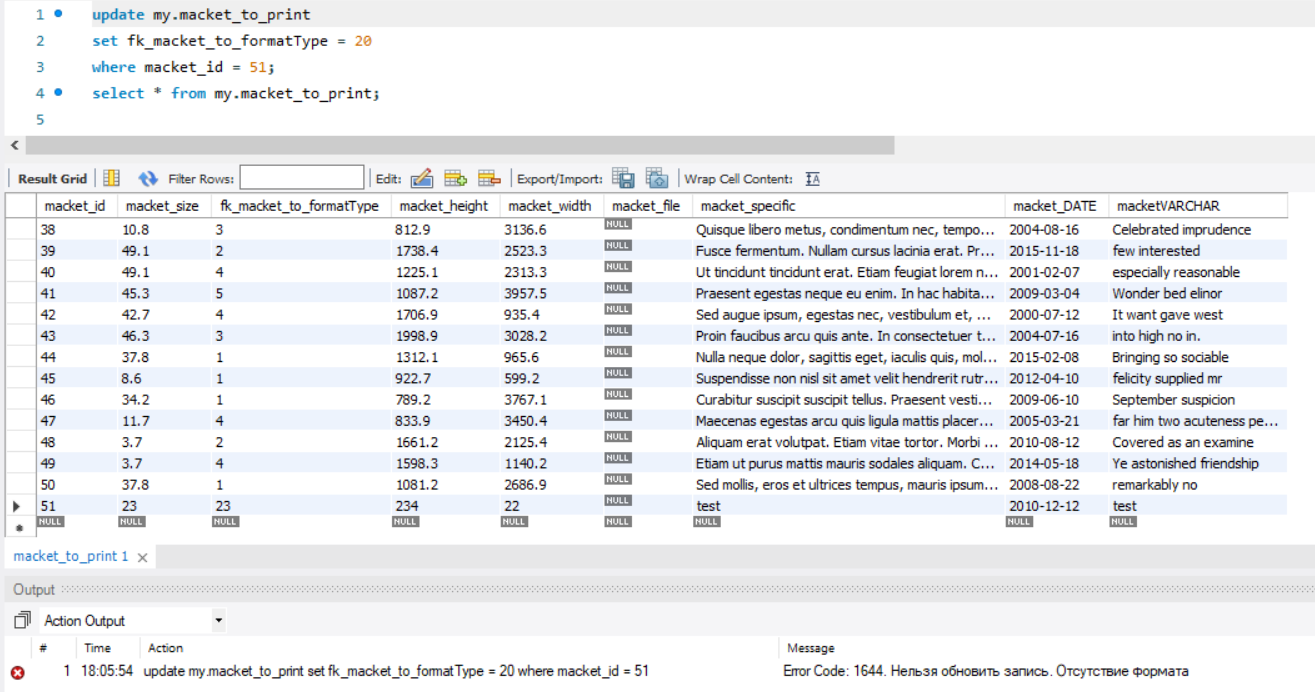 1 update my.macket_to_print
2 set fk_macket_to_formatType = 20
3 where macket_id = 51;
4 select * from my.macket_to_print;
5
Result Grid Filter Rows: Edit: Export/Import: Wrap Cell Content:
macket_id macket_size fk_macket_to_formatType macket_height macket_width macket_file macket_specific macket_DATE macketVARCHAR
38 10.8 3 812.9 3136.6 NULL Quisque libero metus, condimentum nec, tempo... 2004-08-16 Celebrated imprudence
39 49.1 2 1738.4 2523.3 NULL Fusce fermentum. Nullam cursus lacinia erat. Pr... 2015-11-18 few interested
40 49.1 4 1225.1 2313.3 NULL Ut tincidunt tincidunt erat. Etiam feugiat lorem n... 2001-02-07 especially reasonable
41 45.3 5 1087.2 3957.5 NULL Praesent egestas neque eu enim. In hac habita... 2009-03-04 Wonder bed elinor
42 42.7 4 1706.9 935.4 NULL Sed augue ipsum, egestas nec, vestibulum et, ... 2000-07-12 It want gave west
43 46.3 3 1998.9 3028.2 NULL Proin faucibus arcu quis ante. In consectetuer t... 2004-07-16 into high no in.
44 37.8 1 1312.1 965.6 NULL Nulla neque dolor, sagittis eget, iaculis quis, mol... 2015-02-08 Bringing so sociable
45 8.6 1 922.7 599.2 NULL Suspendisse non nisl sit amet velit hendrerit rutr... 2012-04-10 felicity supplied mr
46 34.2 1 789.2 3767.1 NULL Curabitur suscipit suscipit tellus. Praesent vesti... 2009-06-10 September suspicion
47 11.7 4 833.9 3450.4 NULL Maecenas egestas arcu quis ligula mattis placer... 2005-03-21 far him two acuteness pe...
48 3.7 2 1661.2 2125.4 NULL Aliquam erat volutpat. Etiam vitae tortor. Morbi ... 2010-08-12 Covered as an examine
49 3.7 4 1598.3 1140.2 NULL Etiam ut purus mattis mauris sodales aliquam. C... 2014-05-18 Ye astonished friendship
50 37.8 1 1081.2 2686.9 NULL Sed mollis, eros et ultrices tempus, mauris ipsum... 2008-08-22 remarkably no
51 23 23 234 22 NULL test 2010-12-12 test
NULL NULL NULL NULL NULL NULL NULL NULL NULL
macket_to_print 1
Output
Action Output
# Time Action Message
1 18:05:54 update my.macket_to_print set fk_macket_to_formatType = 20 where macket_id = 51 Error Code: 1644. Нельзя обновить запись. Отсутствие формата